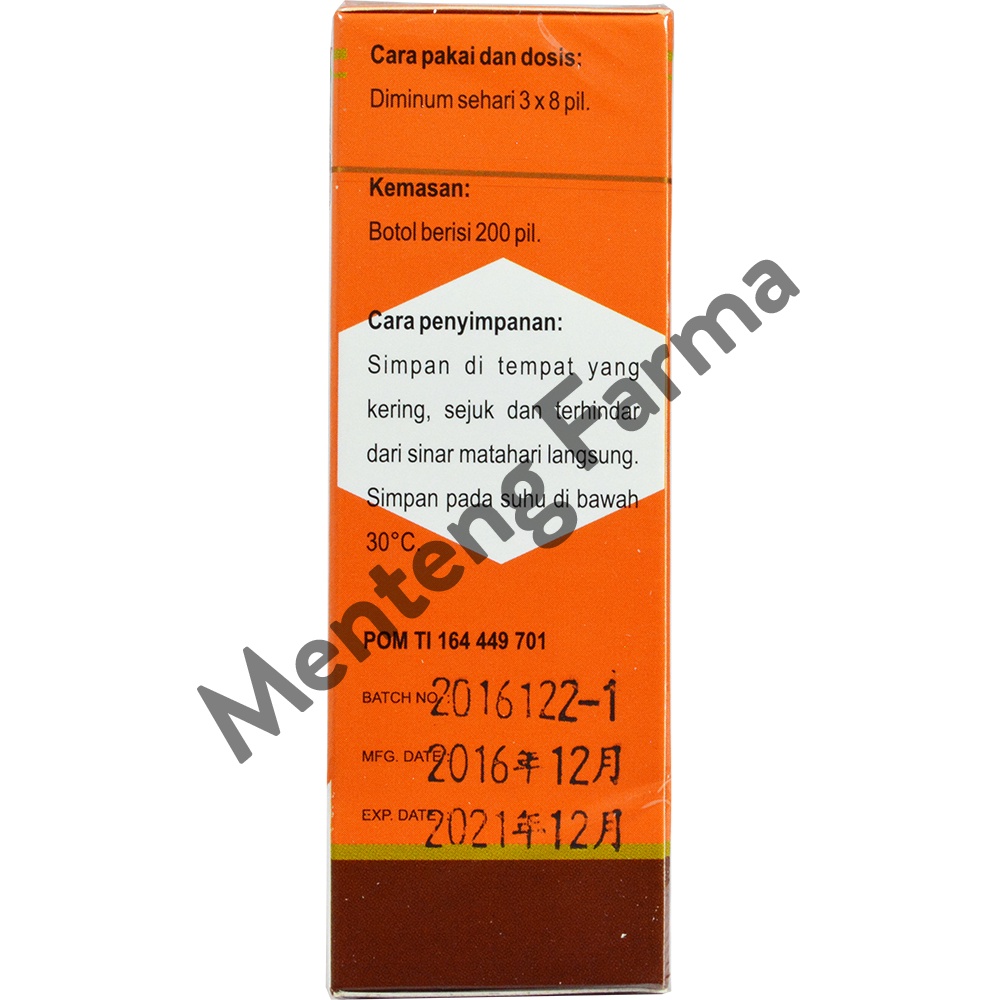 Cara pakai dan dosis:
Diminum sehari 3 x 8 pil.
Kemasan:
Botol berisi 200 pil.
Cara penyimpanan:
Simpan di tempat yang
kering, sejuk dan terhindar
dari sinar matahari langsung.
Simpan pada suhu di bawah
30°C.
POM TI 164 449 701
BATCH NO.: 2016122-1
MFG. DATE: 2016年12月
EXP. DATE: 2021年12月
Menteng Farma